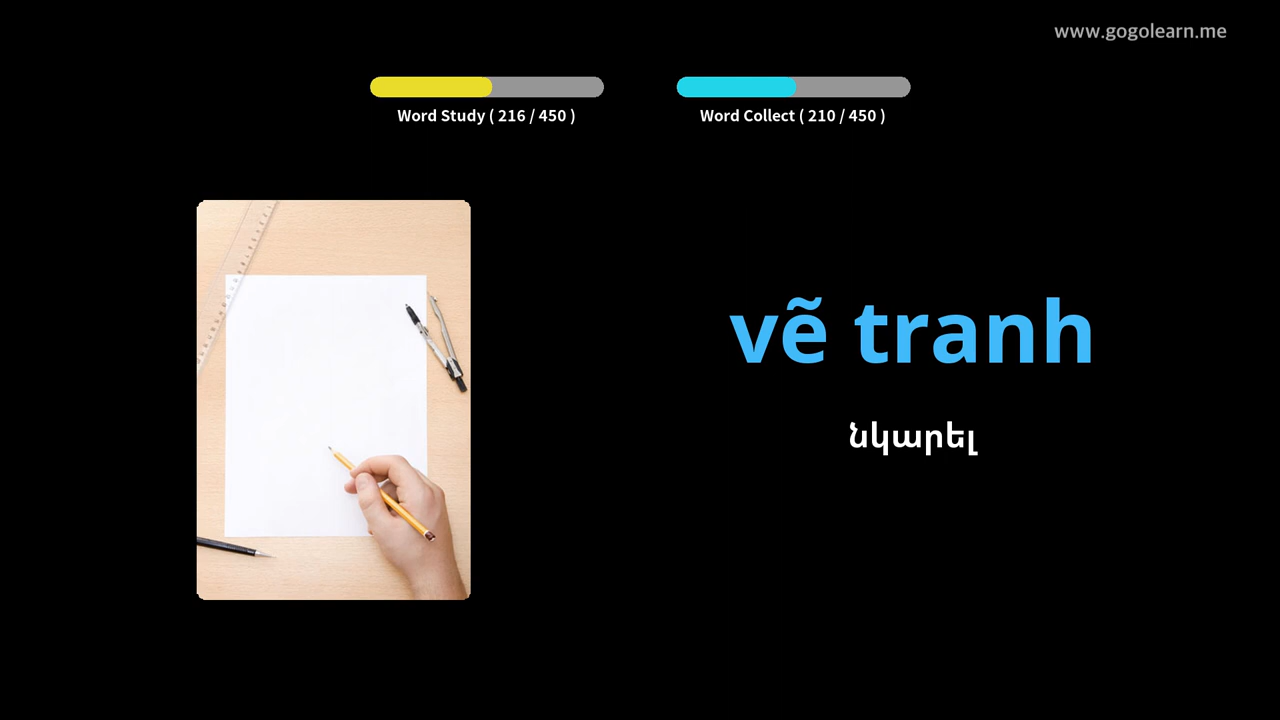 www.gogolearn.me
Word Study ( 216 / 450 )
Word Collect ( 210 / 450 )
vẽ tranh
նկարել